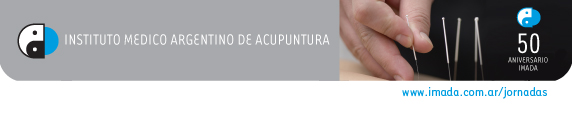 INSTITUTO MEDICO ARGENTINO DE ACUPUNTURA
50
ANIVERSARIO
IMADA
www.imada.com.ar/jornadas